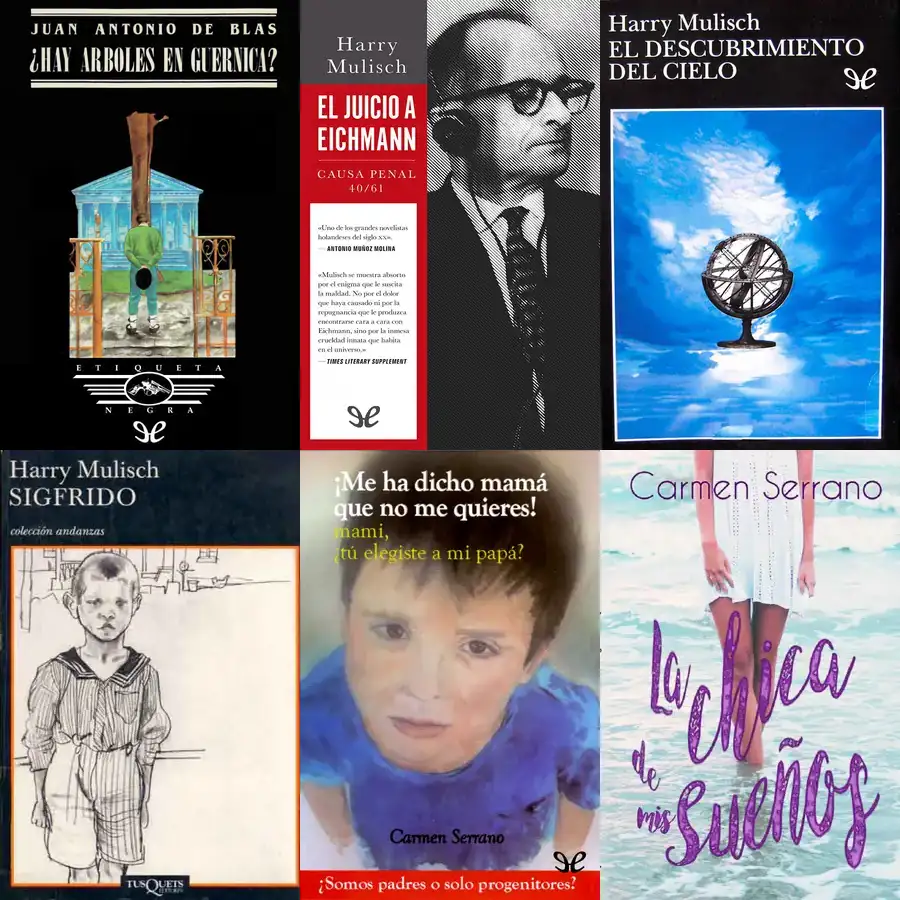 JUAN ANTONIO DE BLAS
¿HAY ARBOLES EN GUERNICA?
ETIQUETA
NEGRA
Harry
Mulisch
EL JUICIO A
EICHMANN
CAUSA PENAL
40/61
«Uno de los grandes novelistas
holandeses del siglo XX».
— ANTONIO MUÑOZ MOLINA
«Mulisch se muestra absorto
por el enigma que le suscita
la maldad. No por el dolor
que haya causado ni por la
repugnancia que le produzca
encontrarse cara a cara con
Eichmann, sino por la inmensa
crueldad innata que habita
en el universo.»
— TIMES LITERARY SUPPLEMENT
Harry Mulisch
EL DESCUBRIMIENTO
DEL CIELO
Harry Mulisch
SIGFRIDO
colección andanzas
TUSQUETS
EDITORES
¡Me ha dicho mamá
que no me quieres!
mami,
¿tú elegiste a mi papá?
Carmen Serrano
¿Somos padres o solo progenitores?
Carmen Serrano
La chica
de mis sueños